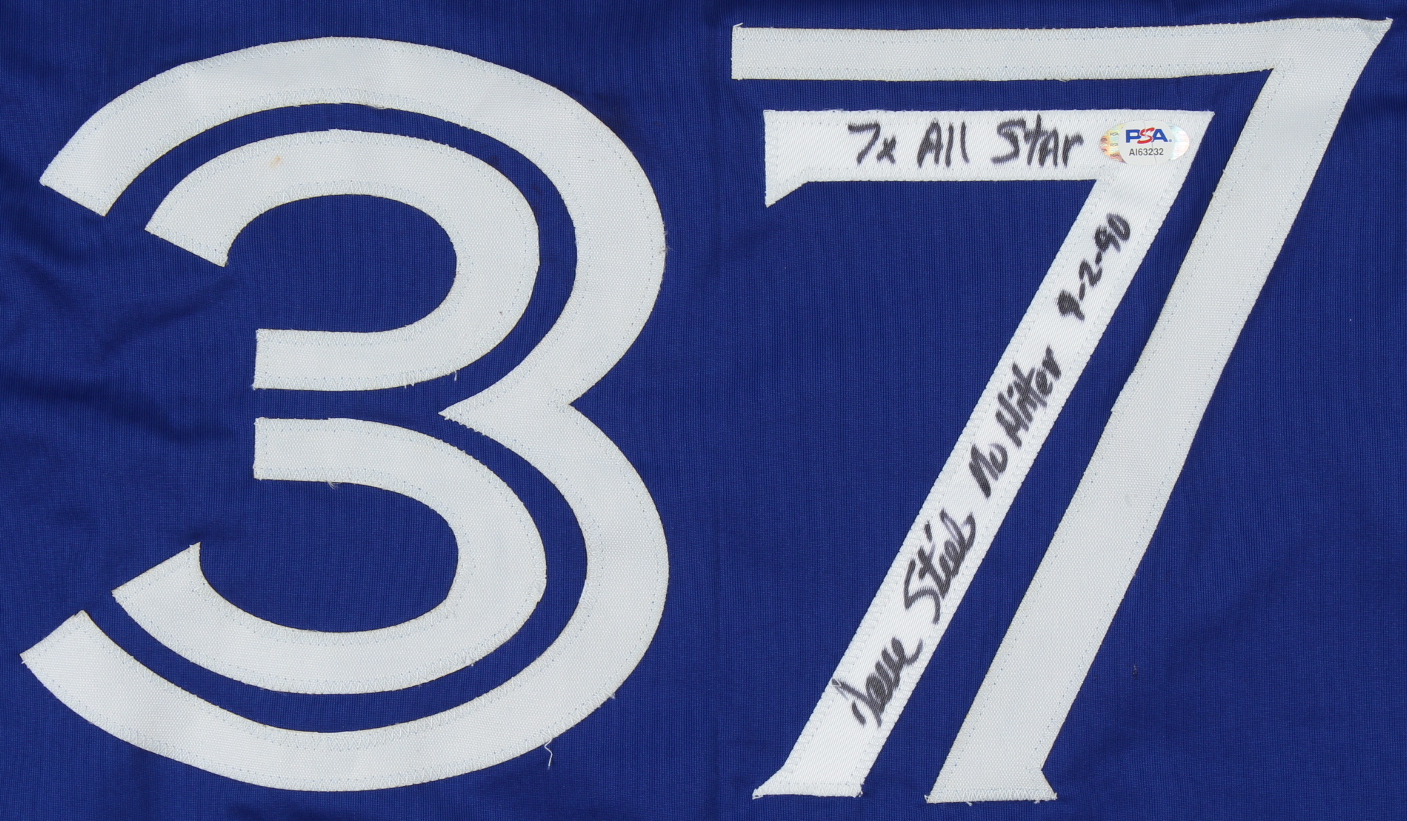 37
7x All Star
PSA
AI63232
Dave Stieb No Hitter 9-2-90